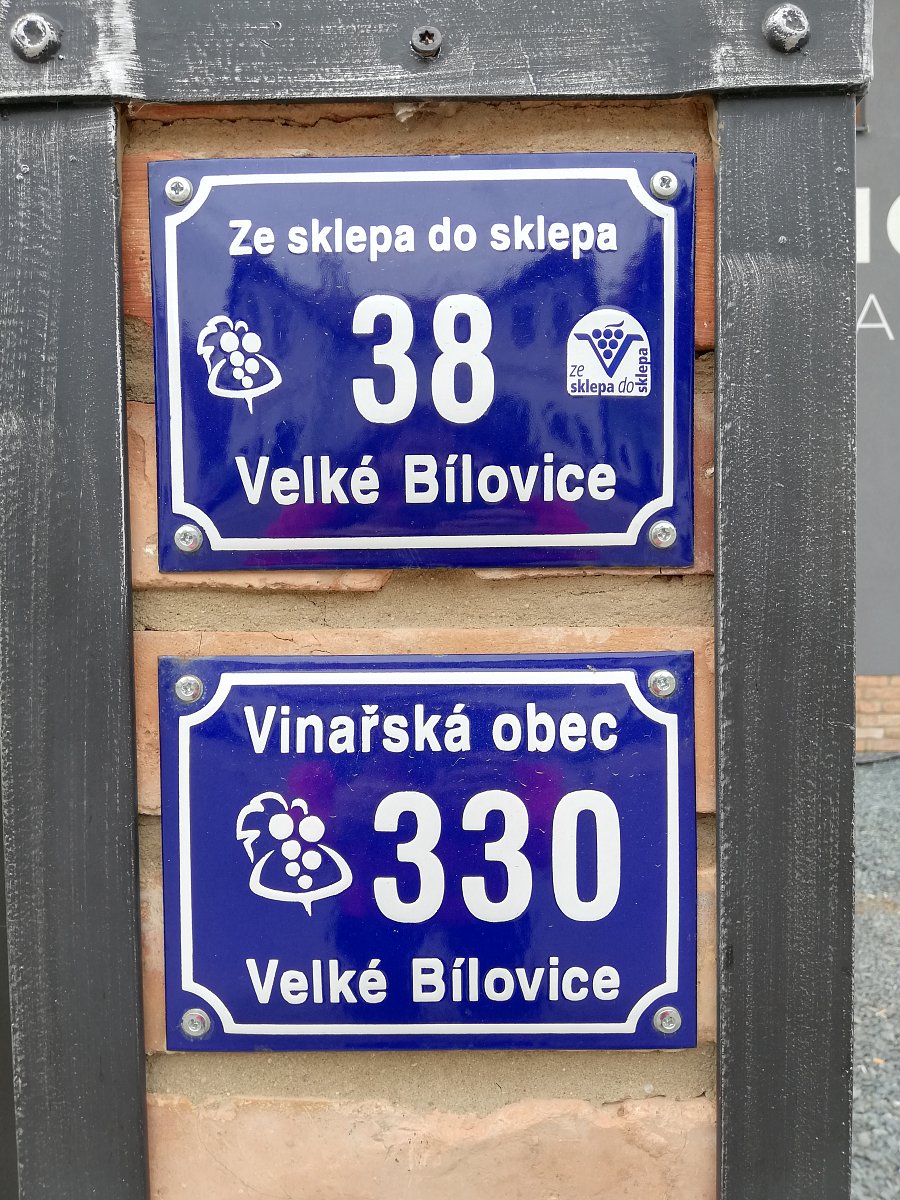 Ze sklepa do sklepa
38
ze
sklepa do sklepa
Velké Bílovice
Vinařská obec
330
Velké Bílovice